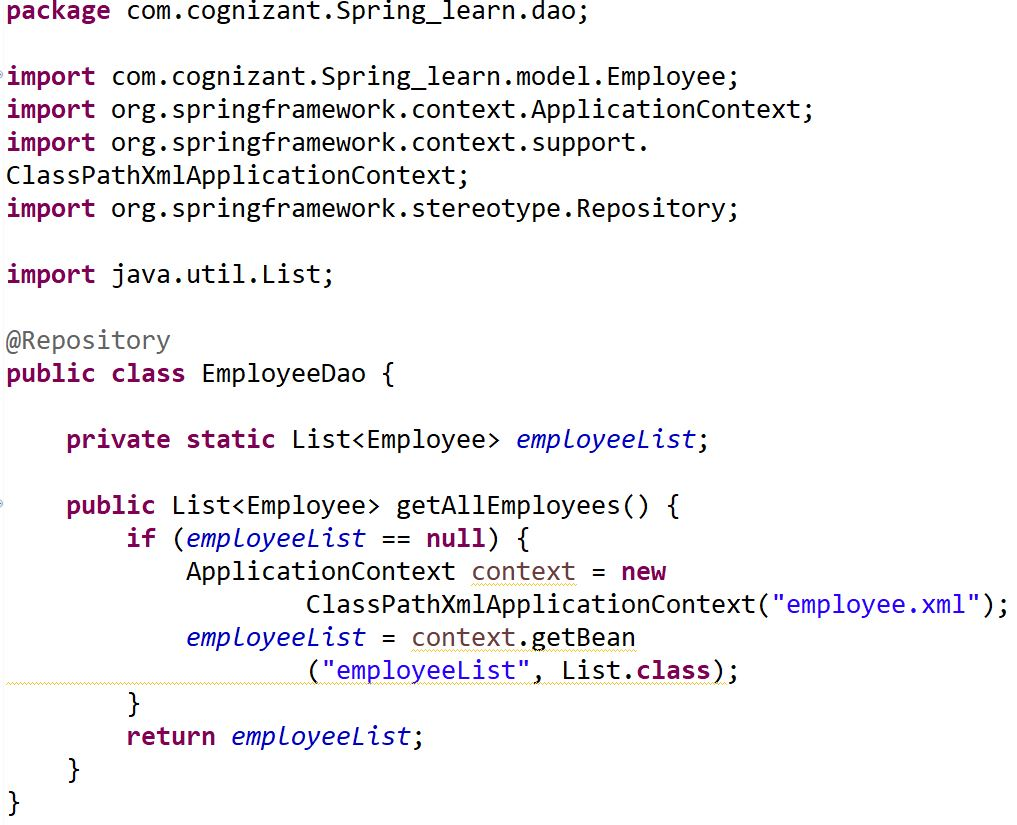 package com.cognizant.Spring_learn.dao;
import com.cognizant.Spring_learn.model.Employee;
import org.springframework.context.ApplicationContext;
import org.springframework.context.support.
ClassPathXmlApplicationContext;
import org.springframework.stereotype.Repository;
import java.util.List;
@Repository
public class EmployeeDao {
private static List<Employee> employeeList;
public List<Employee> getAllEmployees() {
if (employeeList == null) {
ApplicationContext context = new
ClassPathXmlApplicationContext("employee.xml");
employeeList = context.getBean
("employeeList", List.class);
}
return employeeList;
}
}